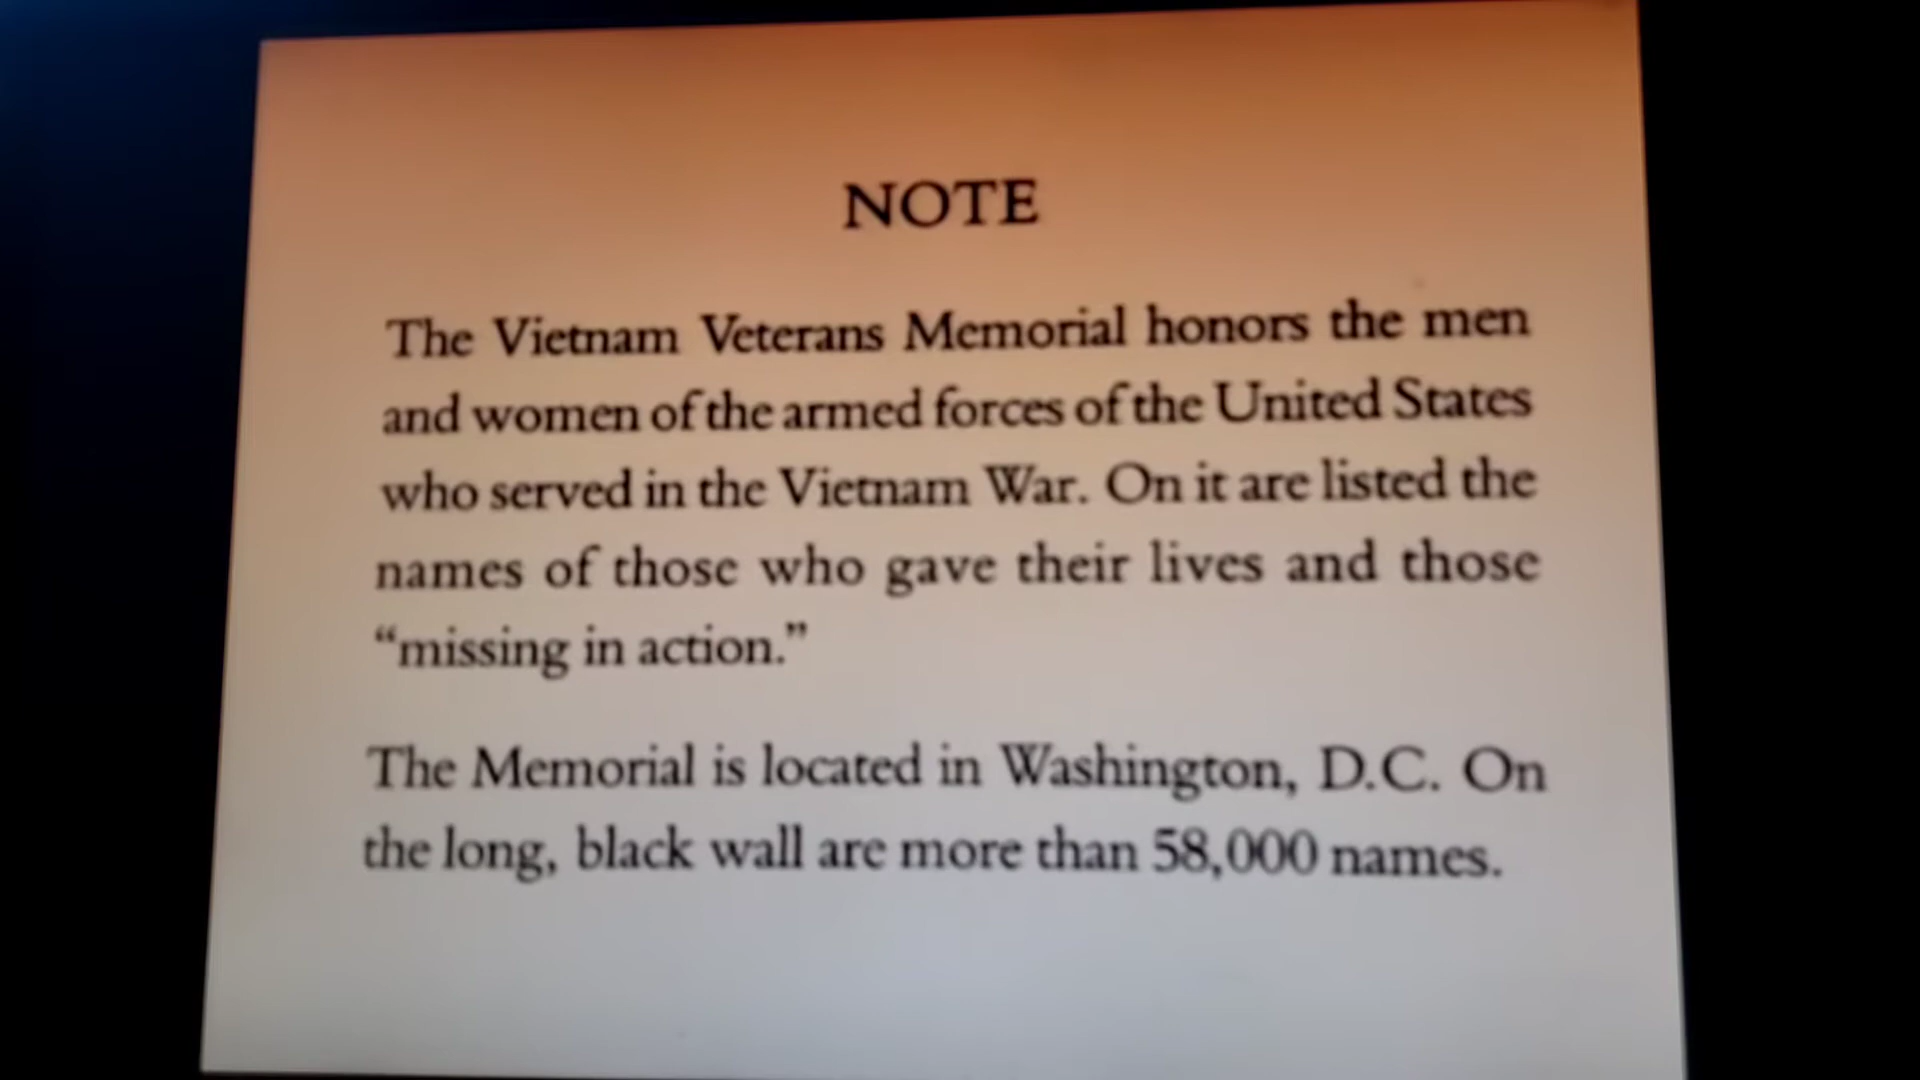 NOTE
The Vietnam Veterans Memorial honors the men
and women of the armed forces of the United States
who served in the Vietnam War. On it are listed the
names of those who gave their lives and those
“missing in action.”
The Memorial is located in Washington, D.C. On
the long, black wall are more than 58,000 names.